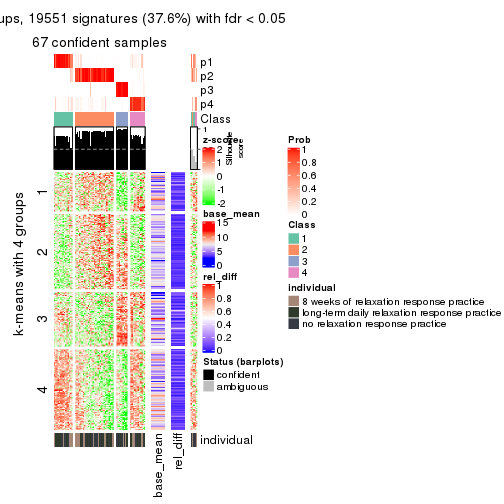 ups, 19551 signatures (37.6%) with fdr < 0.05
67 confident samples
p1
p2
p3
p4
Class
1
Silhouette
score
k-means with 4 groups
1
2
3
4
individual
base_mean
rel_diff
z-score
2
1
0
-1
-2
base_mean
15
10
5
0
rel_diff
1
0.8
0.6
0.4
0.2
0
Status (barplots)
confident
ambiguous
Prob
1
0.8
0.6
0.4
0.2
0
Class
1
2
3
4
individual
8 weeks of relaxation response practice
long-term daily relaxation response practice
no relaxation response practice